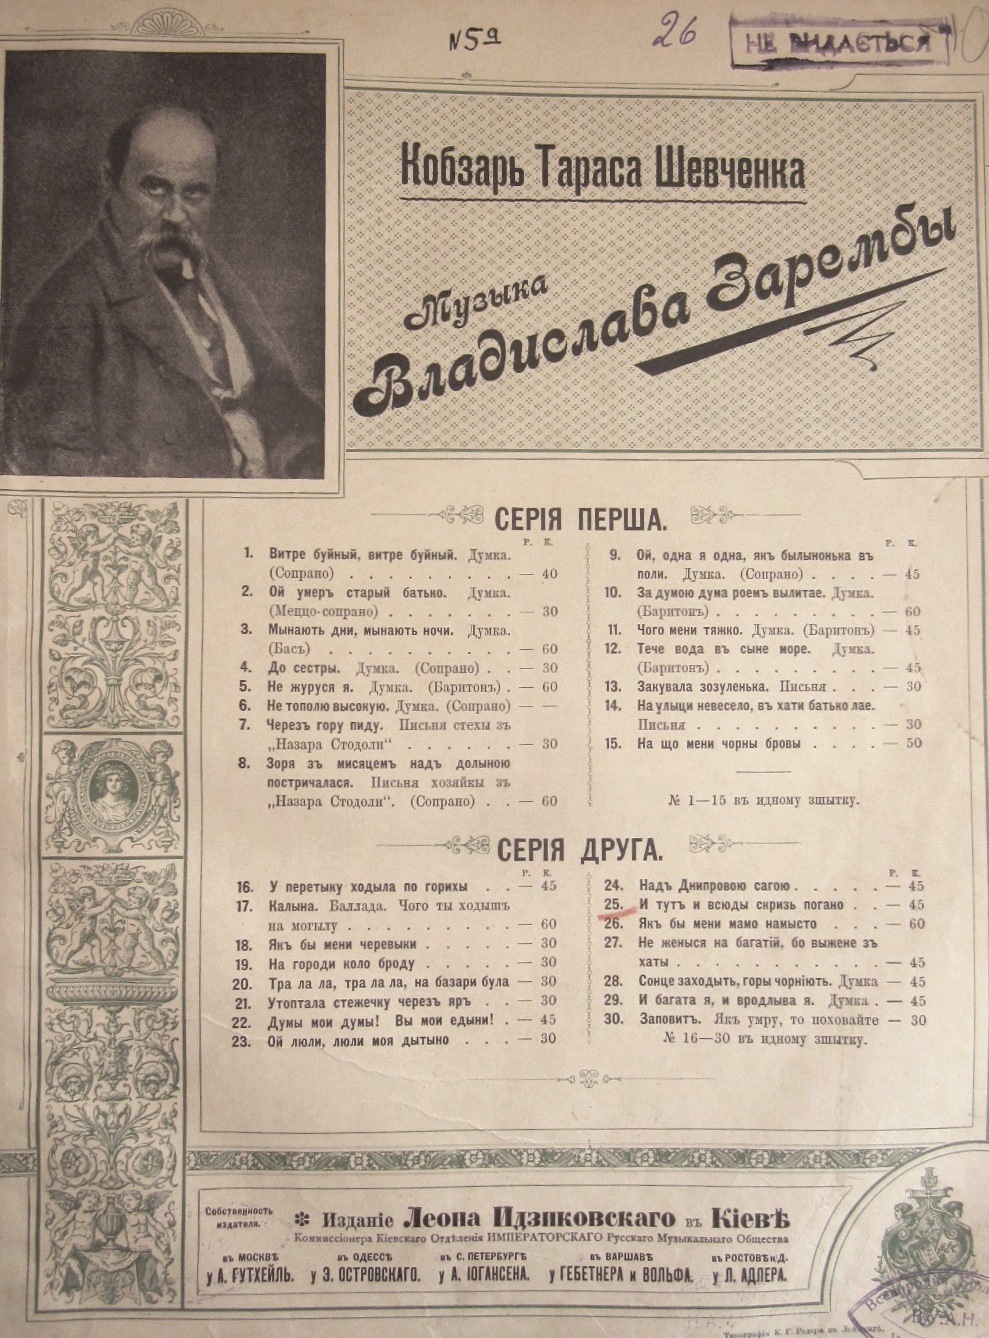 N 5a
26
НЕ ВИДАЄТЬСЯ
Кобзарь Тараса Шевченка
Музыка
Владислава Зарембы
СЕРІЯ ПЕРША.
Р. К.
1. Витре буйный, витре буйный. Думка.
(Сопрано) . . . . . . . . . — 40
2. Ой умеръ старый батько. Думка.
(Меццо-сопрано) . . . . . . . — 30
3. Мынають дни, мынають ночи. Думка.
(Басъ) . . . . . . . . . . — 60
4. До сестры. Думка. (Сопрано) . . — 30
5. Не журуся я. Думка. (Баритонъ) . — 60
6. Не тополю высокую. Думка. (Сопрано) — —
7. Черезъ гору пиду. Письня стехы зъ
„Назара Стодоли“ . . . . . . — 30
8. Зоря зъ мисяцемъ надъ долыною
постричалася. Письня хозяйкы зъ
„Назара Стодоли“. (Сопрано) . . — 60
Р. К.
9. Ой, одна я одна, якъ былынонька въ
поли. Думка. (Сопрано) . . . . — 45
10. За думою дума роемъ вылитае. Думка.
(Баритонъ) . . . . . . . . — 60
11. Чого мени тяжко. Думка. (Баритонъ) — 45
12. Тече вода въ сыне море. Думка.
(Баритонъ) . . . . . . . . — 45
13. Закувала зозуленька. Письня . . . — 30
14. На улыци невесело, въ хати батько лае.
Письня . . . . . . . . . . — 30
15. На що мени чорны бровы . . . . — 50
№ 1—15 въ идному зшытку.
СЕРІЯ ДРУГА.
Р. К.
16. У перетыку ходыла по горихы . . — 45
17. Калына. Баллада. Чого ты ходышъ
на могылу . . . . . . . . . — 60
18. Якъ бы мени черевыки . . . . . — 30
19. На городи коло броду . . . . . — 30
20. Тра ла ла, тра ла ла, на базари була — 30
21. Утоптала стежечку черезъ яръ . . — 30
22. Думы мои думы! Вы мои едыни! . — 45
23. Ой люли, люли моя дытыно . . . — 30
Р. К.
24. Надъ Днипровою сагою . . . . . — 45
25. И тутъ и всюды скризь погано . . — 45
26. Якъ бы мени мамо намысто . . . — 60
27. Не женыся на багатій, бо выжене зъ
хаты . . . . . . . . . . . — 45
28. Сонце заходыть, горы чорніють. Думка — 45
29. И багата я, и вродлыва я. Думка . — 45
30. Заповитъ. Якъ умру, то поховайте — 30
№ 16—30 въ идному зшытку.
Собственность
издателя.
✻ Изданіе Леона Идзиковскаго въ Кіевѣ
Коммиссіонера Кіевскаго Отдѣленія ИМПЕРАТОРСКАГО Русскаго Музыкальнаго Общества
въ МОСКВѢ въ ОДЕССѢ въ С. ПЕТЕРБУРГѢ въ ВАРШАВѢ въ РОСТОВѢ н Д.
у А. ГУТХЕЙЛЬ. у Э. ОСТРОВСКАГО. у А. ІОГАНСЕНА. у ГЕБЕТНЕРА и ВОЛЬФА. у Л. АДЛЕРА.
А.Н.
Типографія К. Г. Редера въ Лейпцигѣ.